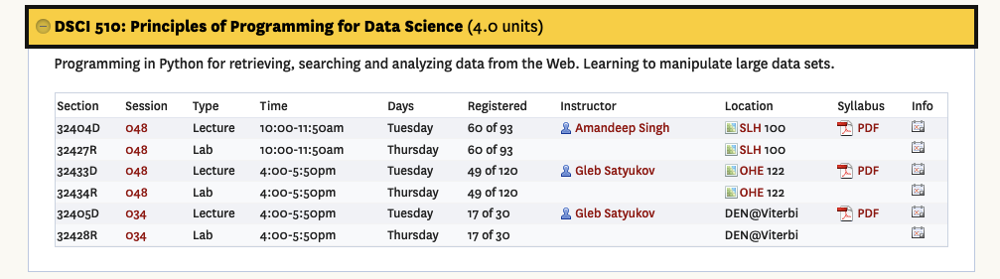 DSCI 510: Principles of Programming for Data Science (4.0 units)
Programming in Python for retrieving, searching and analyzing data from the Web. Learning to manipulate large data sets.
Section Session Type Time Days Registered Instructor Location Syllabus Info
32404D 048 Lecture 10:00-11:50am Tuesday 60 of 93 Amandeep Singh SLH 100 PDF
32427R 048 Lab 10:00-11:50am Thursday 60 of 93 SLH 100
32433D 048 Lecture 4:00-5:50pm Tuesday 49 of 120 Gleb Satyukov OHE 122 PDF
32434R 048 Lab 4:00-5:50pm Thursday 49 of 120 OHE 122
32405D 034 Lecture 4:00-5:50pm Tuesday 17 of 30 Gleb Satyukov DEN@Viterbi PDF
32428R 034 Lab 4:00-5:50pm Thursday 17 of 30 DEN@Viterbi